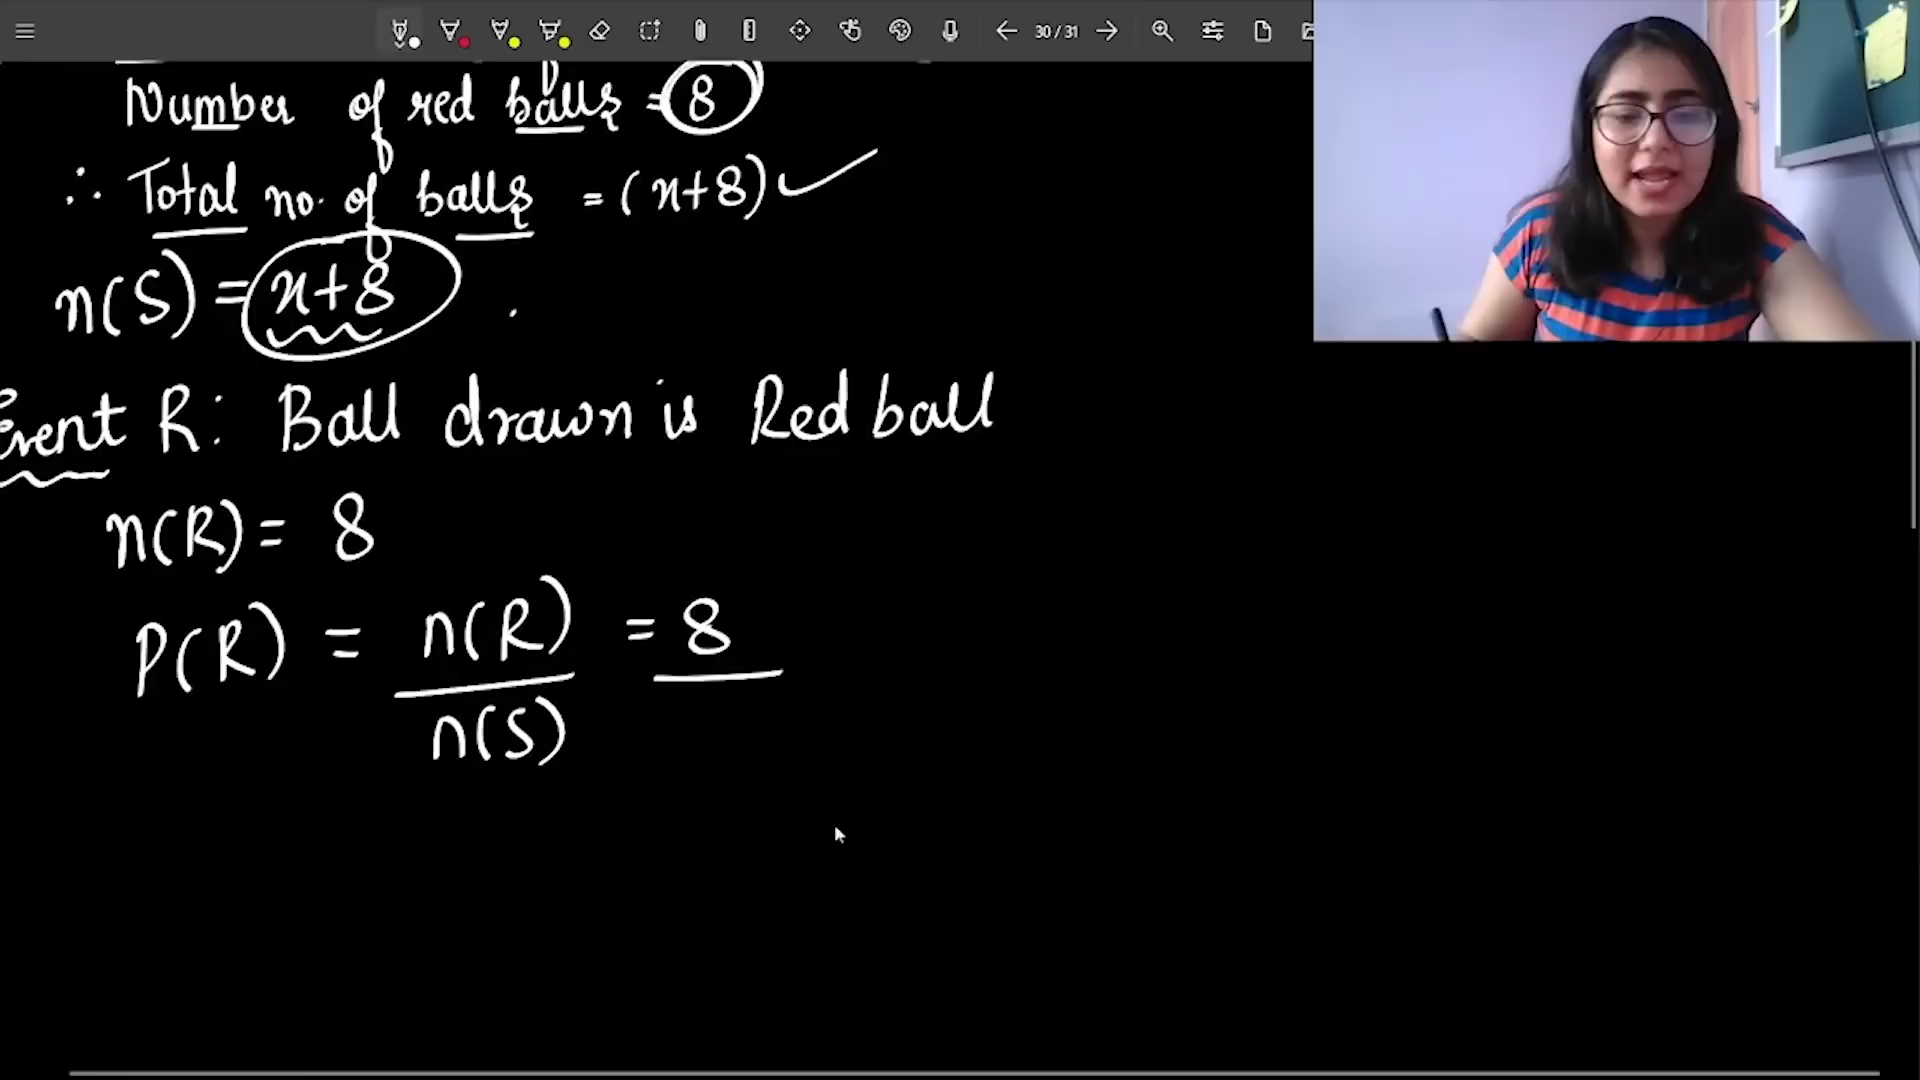 30 / 31
Number of red balls = 8
∴ Total no. of balls = (x+8) ✓
n(S) = x+8 .
Event R: Ball drawn is Red ball
n(R) = 8
P(R) = n(R) = 8
n(S)